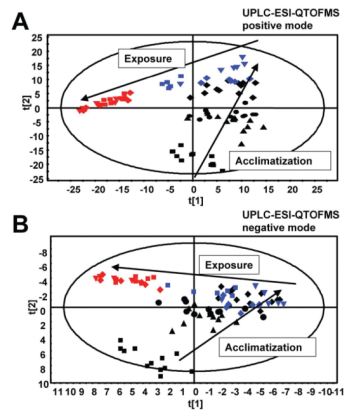 A
UPLC-ESI-QTOFMS
positive mode
Exposure
Acclimatization
t[2]
25
20
15
10
5
0
-5
-10
-15
-20
-25
-25 -20 -15 -10 -5 0 5 10 15 20 25
t[1]
B
UPLC-ESI-QTOFMS
negative mode
Exposure
Acclimatization
t[2]
-8
-6
-4
-2
0
2
4
6
8
10
11 10 9 8 7 6 5 4 3 2 1 0 -1 -2 -3 -4 -5 -6 -7 -8 -9 -10 -11
t[1]